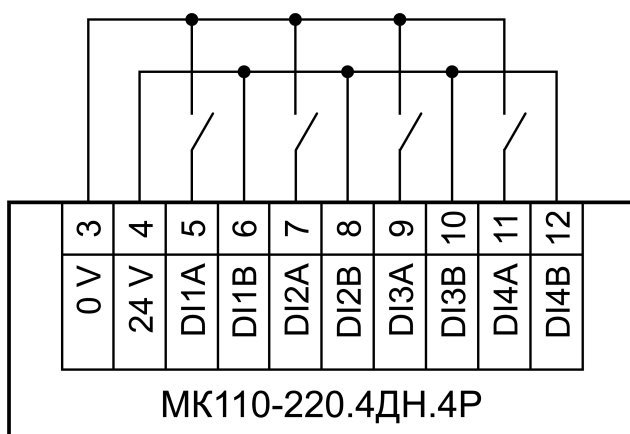 3 4 5 6 7 8 9 10 11 12
0 V 24 V DI1A DI1B DI2A DI2B DI3A DI3B DI4A DI4B
МК110-220.4ДН.4Р